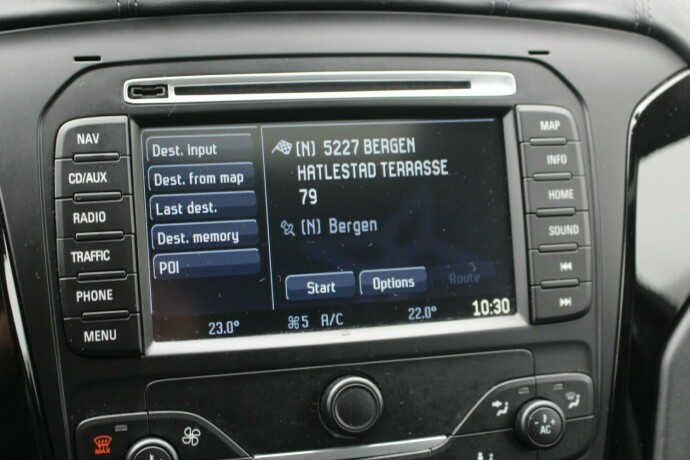 NAV
CD/AUX
RADIO
TRAFFIC
PHONE
MENU
Dest. input
Dest. from map
Last dest.
Dest. memory
POI
(N) 5227 BERGEN
HATLESTAD TERRASSE
79
(N) Bergen
Start
Options
Route
23.0°
5 A/C
22.0°
10:30
MAP
INFO
HOME
SOUND
MAX
- AC +